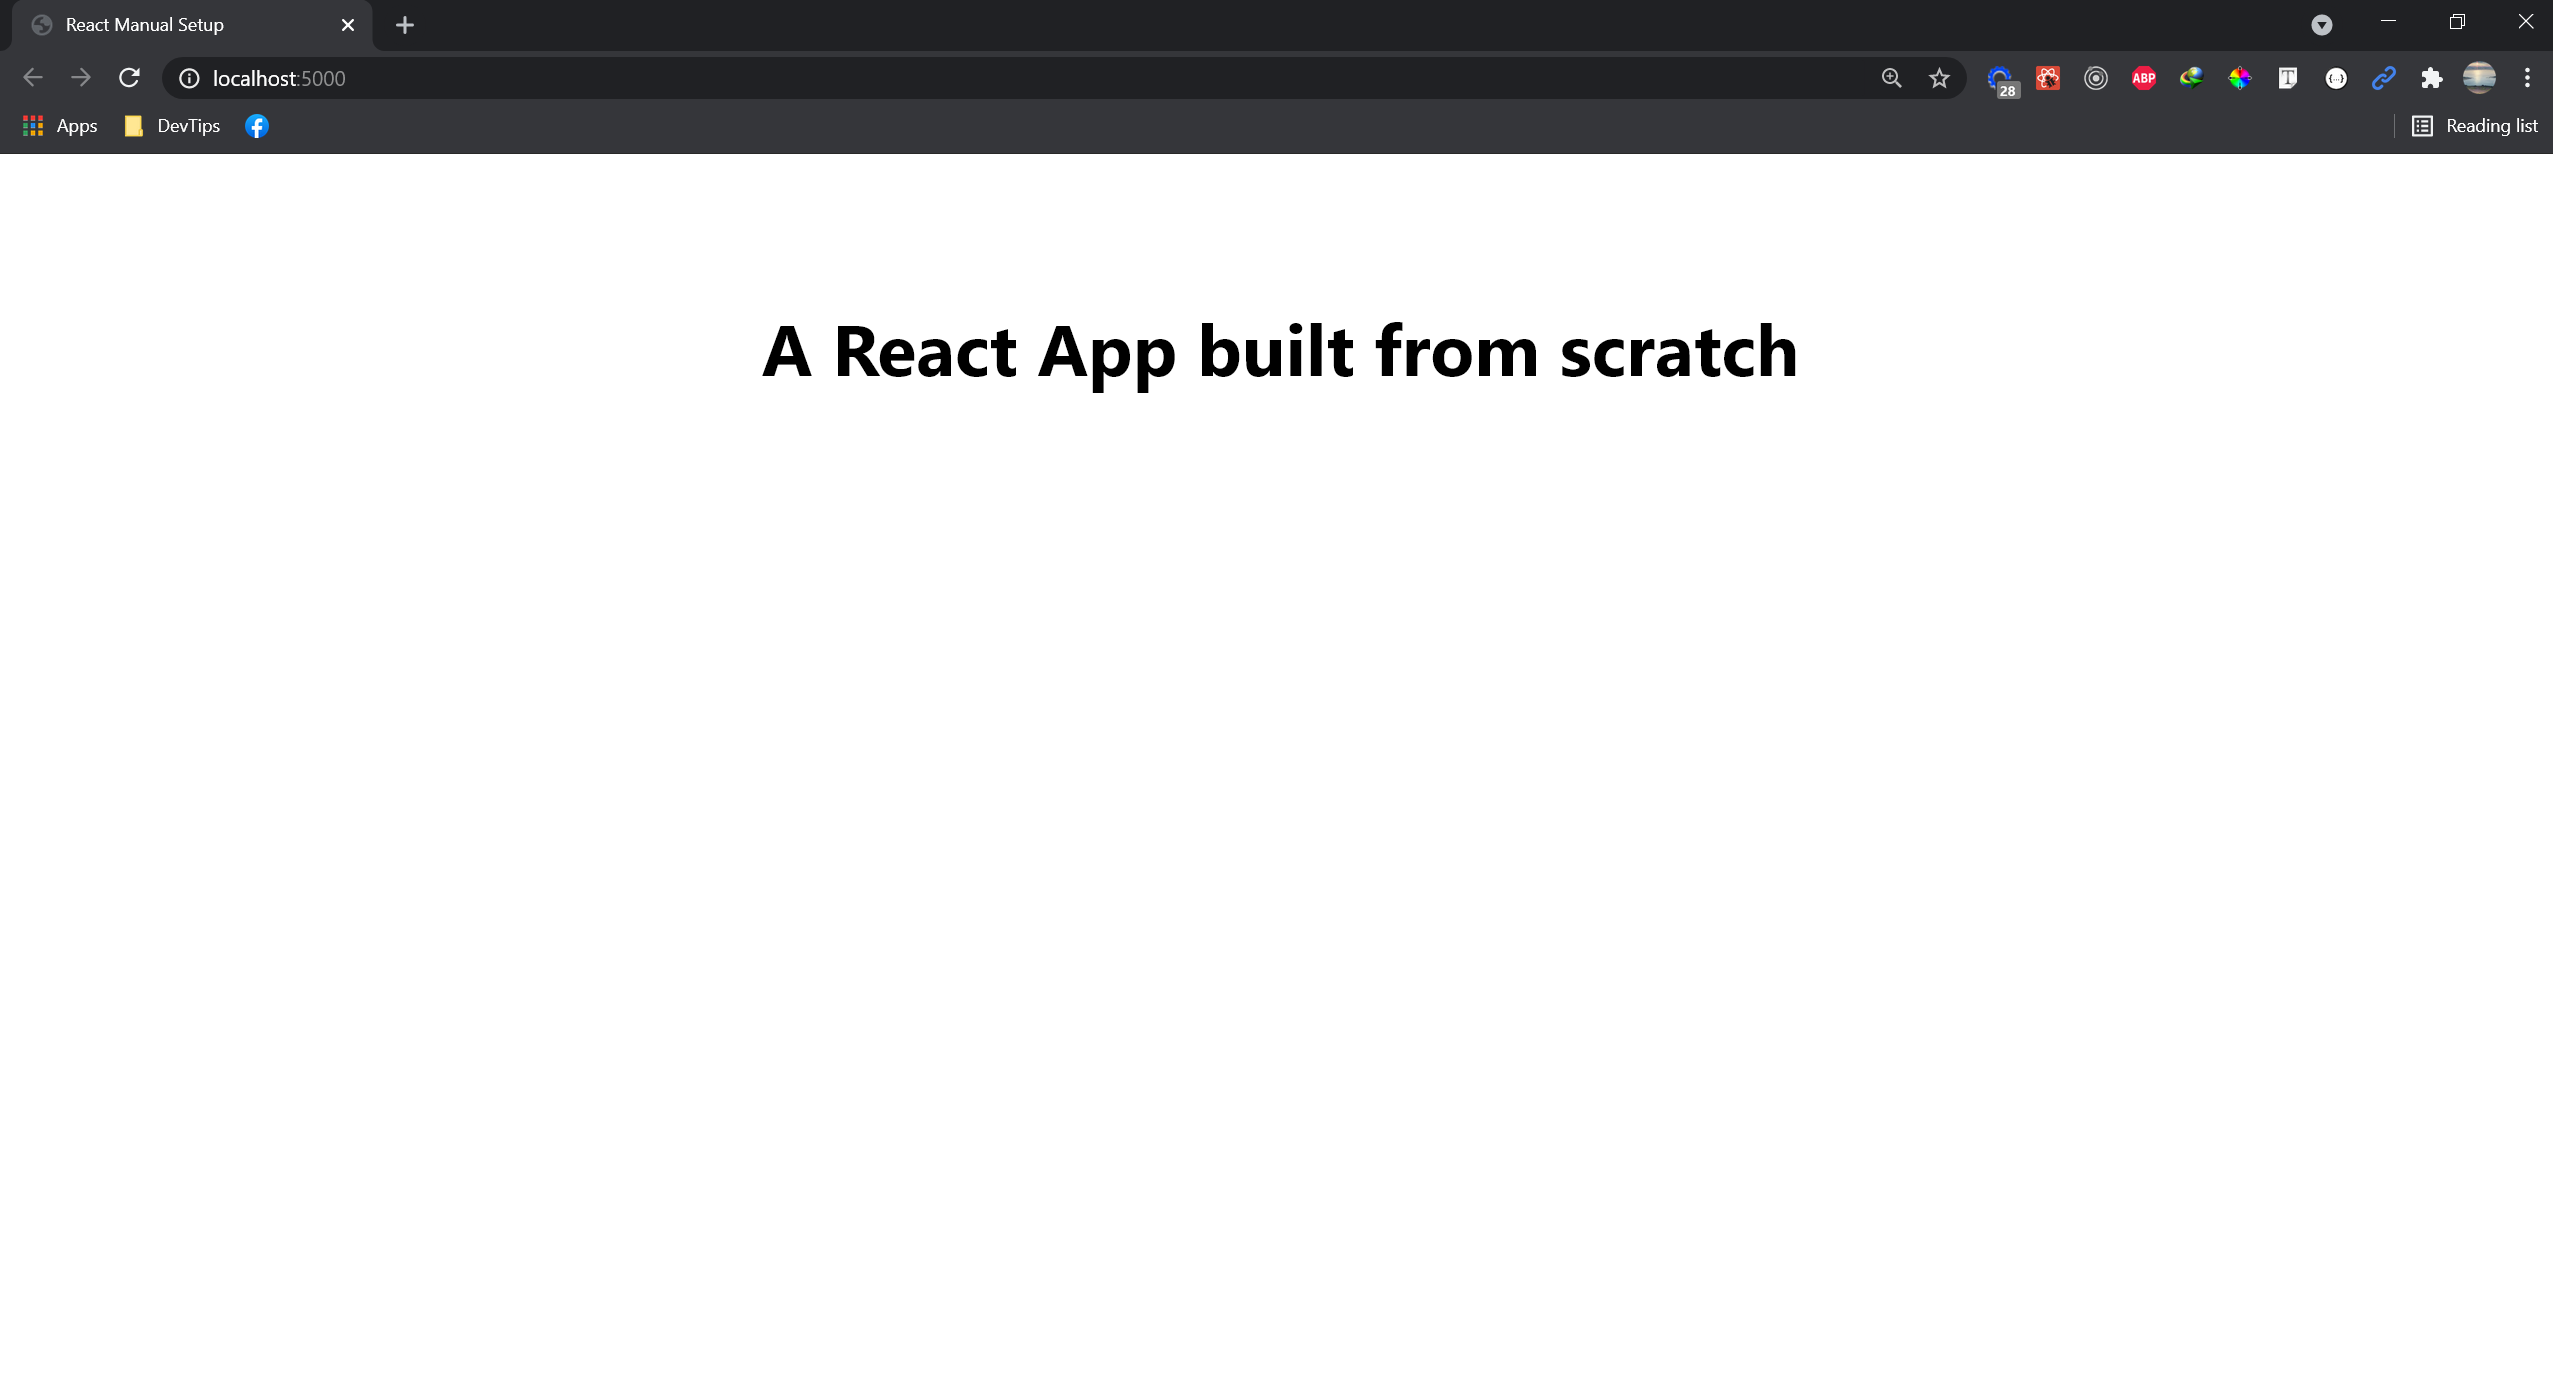 React Manual Setup
localhost:5000
28
ABP
T
{...}
Apps
DevTips
Reading list
A React App built from scratch